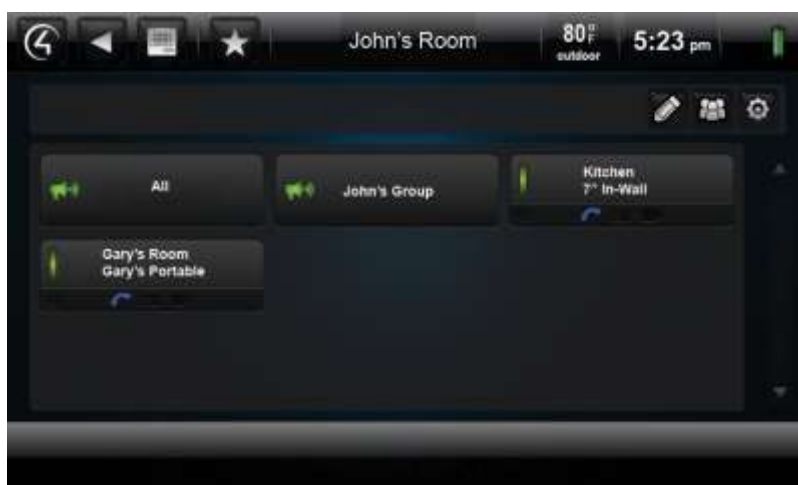 John's Room
80°F
outdoor
5:23 pm
All
John's Group
Kitchen
7" In-Wall
Gary's Room
Gary's Portable